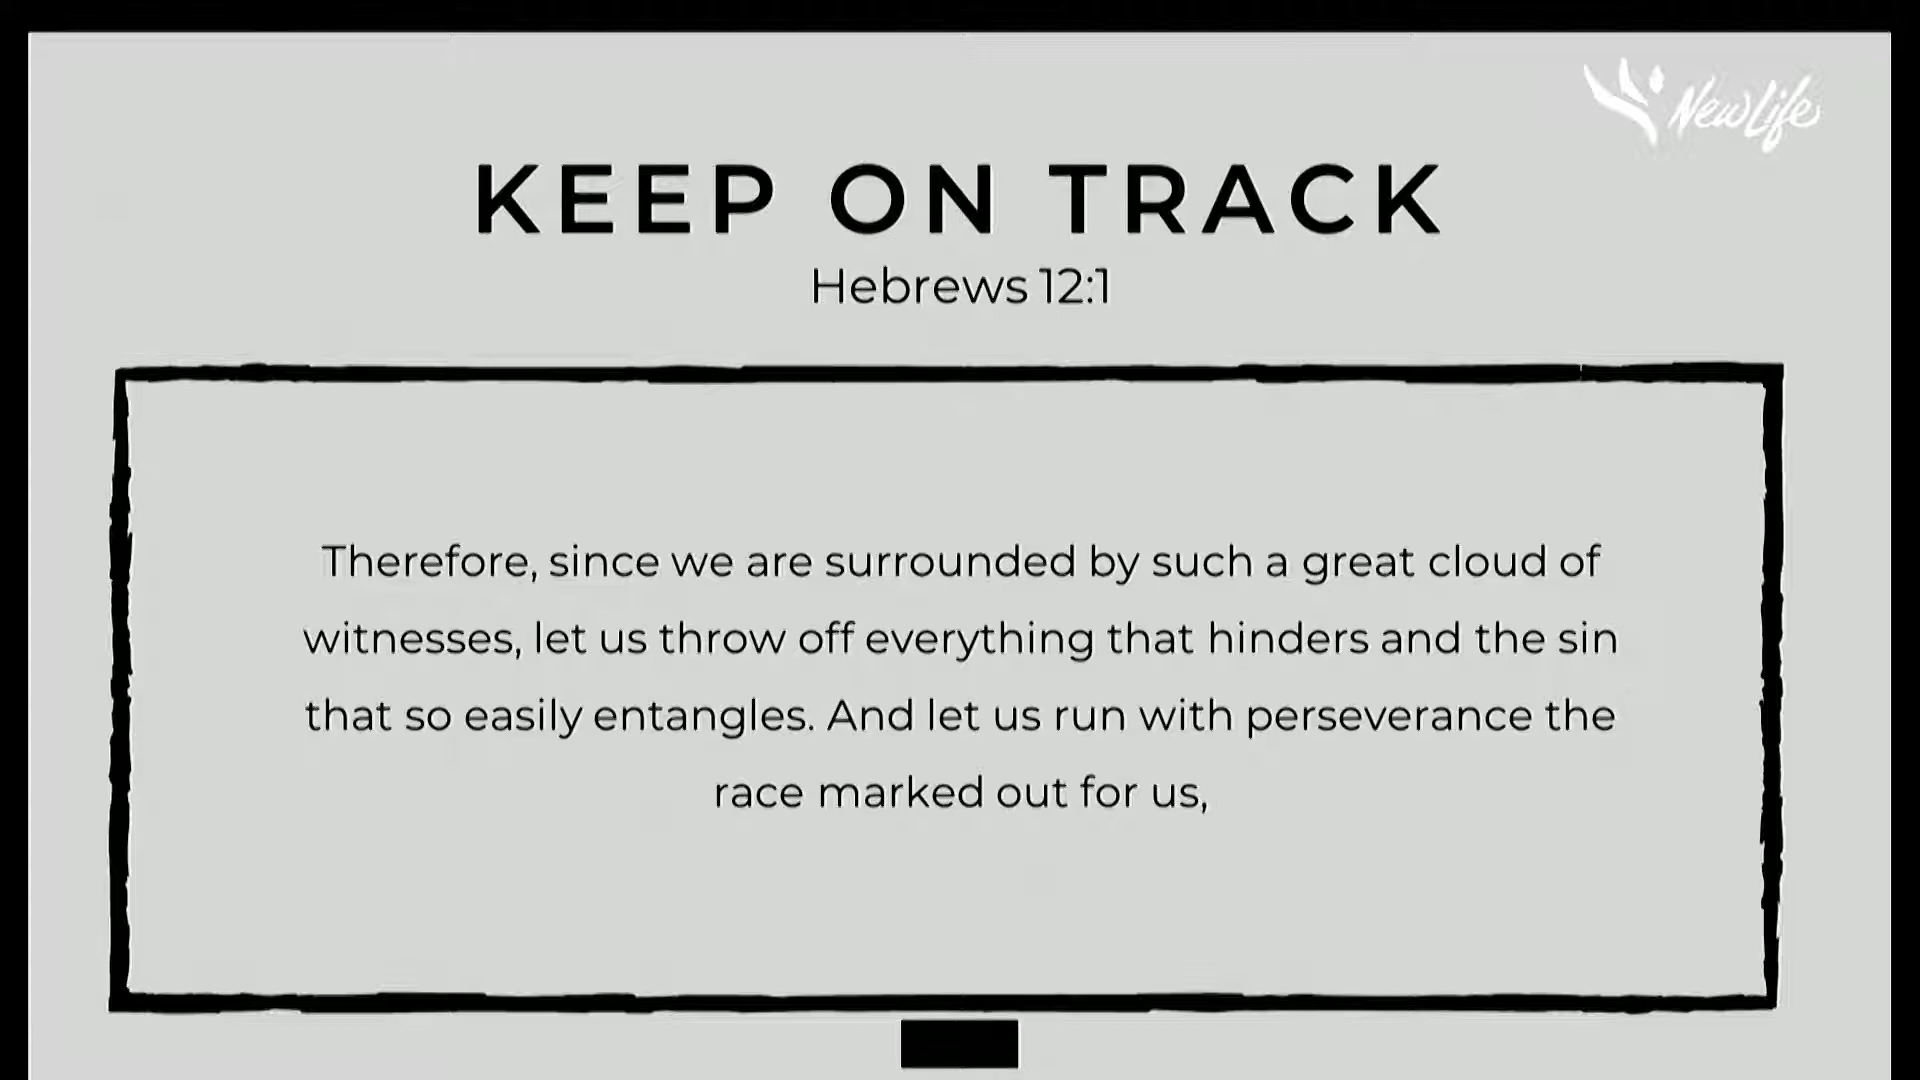 New Life
KEEP ON TRACK
Hebrews 12:1
Therefore, since we are surrounded by such a great cloud of
witnesses, let us throw off everything that hinders and the sin
that so easily entangles. And let us run with perseverance the
race marked out for us,